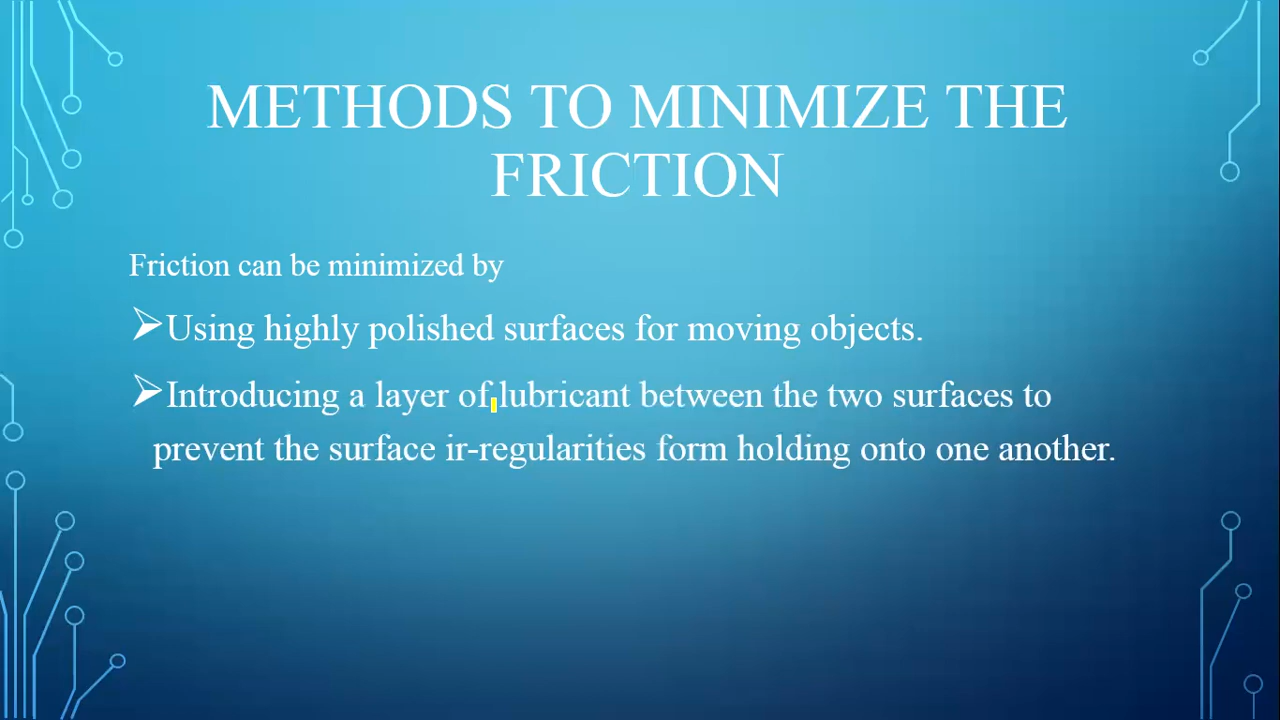 METHODS TO MINIMIZE THE
FRICTION
Friction can be minimized by
➢Using highly polished surfaces for moving objects.
➢Introducing a layer of lubricant between the two surfaces to
prevent the surface ir-regularities form holding onto one another.